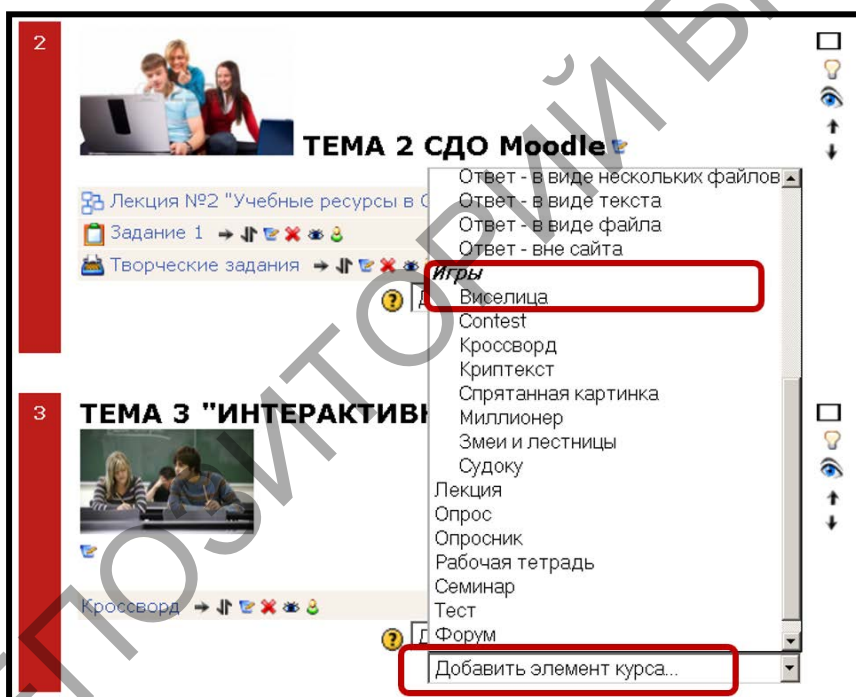 2
ТЕМА 2 СДО Moodle
Лекция №2 "Учебные ресурсы в С
Задание 1
Творческие задания
Ответ - в виде нескольких файлов
Ответ - в виде текста
Ответ - в виде файла
Ответ - вне сайта
Игры
Виселица
Contest
Кроссворд
Криптекст
Спрятанная картинка
Миллионер
Змеи и лестницы
Судоку
Лекция
Опрос
Опросник
Рабочая тетрадь
Семинар
Тест
Форум
Добавить элемент курса...
3
ТЕМА 3 "ИНТЕРАКТИВН
Кроссворд